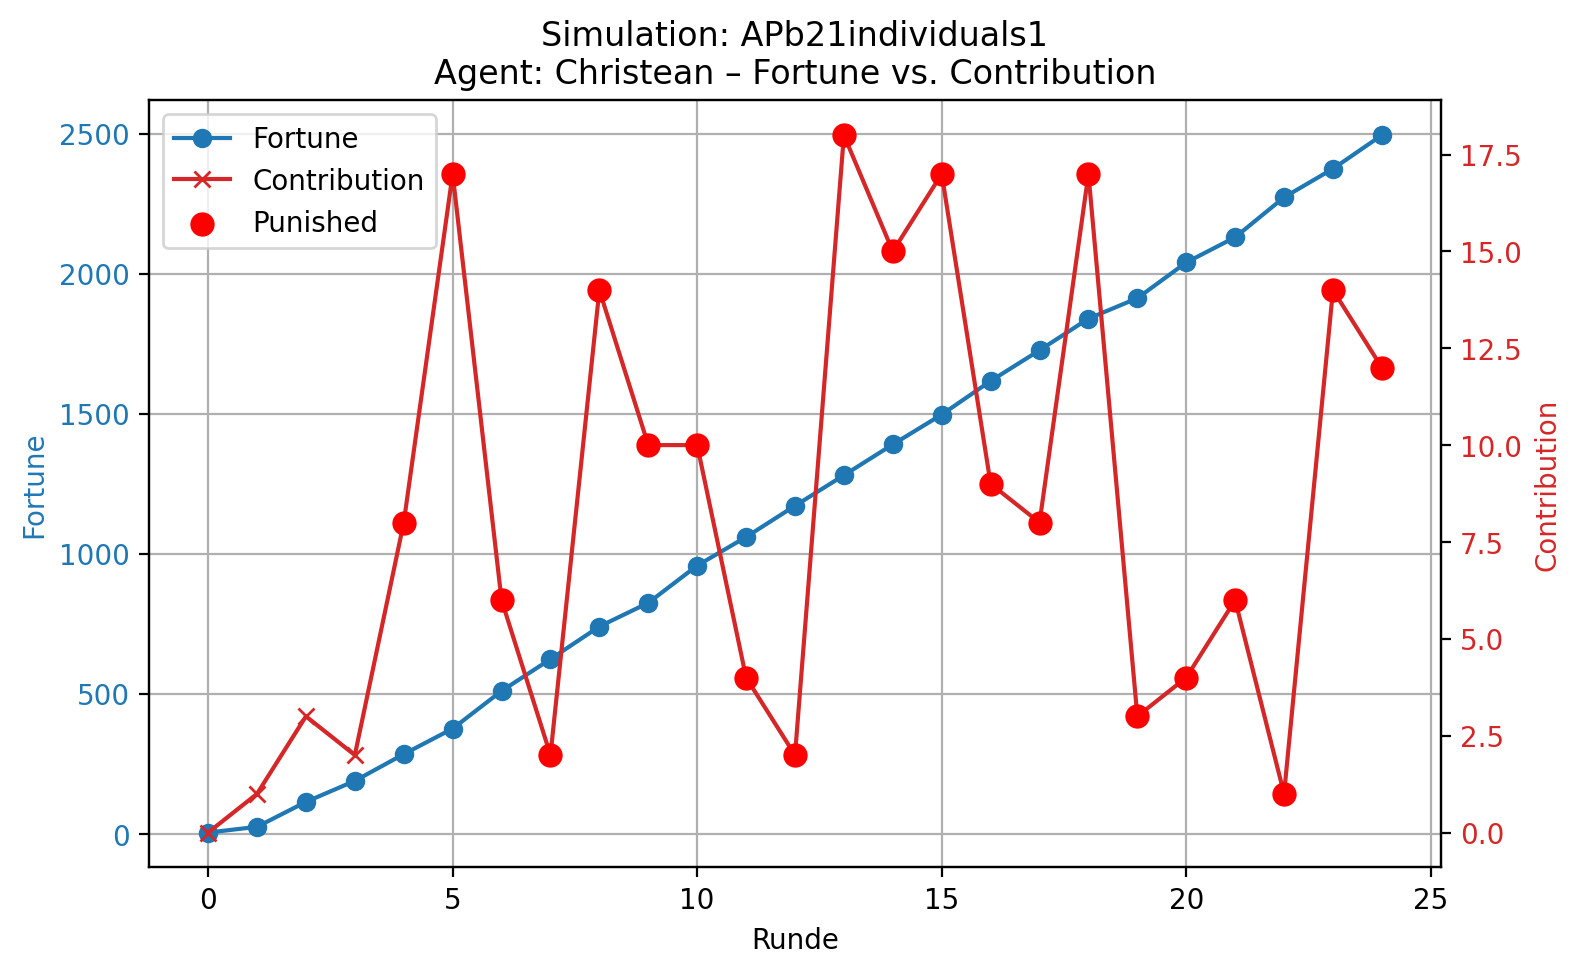 Simulation: APb21individuals1
Agent: Christean – Fortune vs. Contribution
Fortune
Contribution
Punished
2500
2000
1500
1000
500
0
Fortune
17.5
15.0
12.5
10.0
7.5
5.0
2.5
0.0
Contribution
0 5 10 15 20 25
Runde